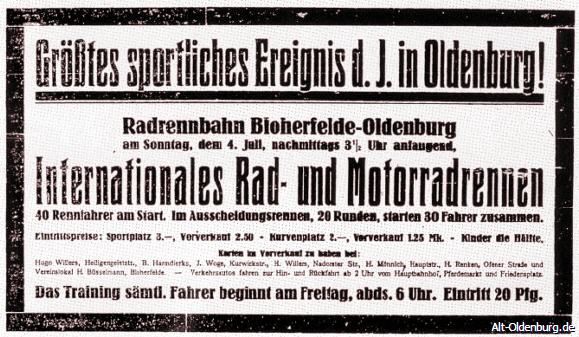 Größtes sportliches Ereignis d. J. in Oldenburg!
Radrennbahn Bloherfelde-Oldenburg
am Sonntag, dem 4. Juli, nachmittags 3½ Uhr anfangend,
Internationales Rad- und Motorradrennen
40 Rennfahrer am Start. Im Ausscheidungsrennen, 20 Runden, starten 30 Fahrer zusammen.
Eintrittspreise: Sportplatz 3.—, Vorverkauf 2.50 - Kurvenplatz 2.—, Vorverkauf 1.25 Mk. - Kinder die Hälfte.
Karten im Vorverkauf zu haben bei:
Hugo Willers, Heiligengeiststr., B. Harmdierks, J. Woge, Kurwickstr., H. Willers, Nadorster Str., H. Mönnich, Hauptstr., H. Renken, Ofener Straße und
Vereinslokal H. Büsselmann, Bloherfelde. — Verkehrsautos fahren zur Hin- und Rückfahrt ab 2 Uhr vom Hauptbahnhof, Pferdemarkt und Friedensplatz.
Das Training sämtl. Fahrer beginnt am Freitag, abds. 6 Uhr. Eintritt 20 Pfg.
Alt-Oldenburg.de